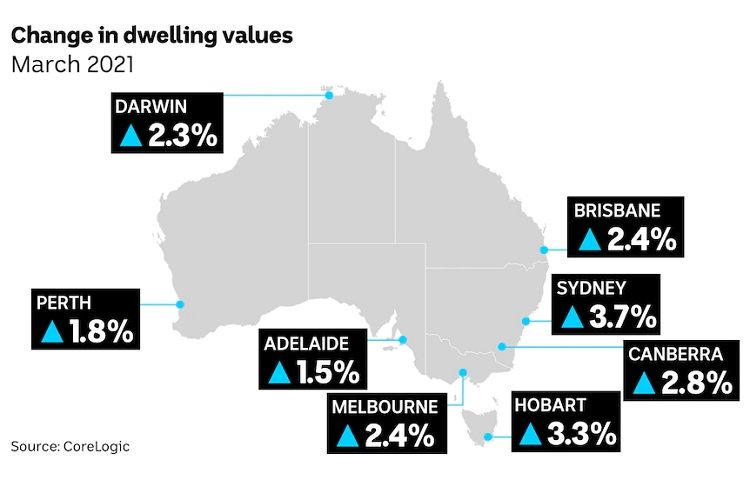 Change in dwelling values
March 2021
DARWIN
▲ 2.3%
BRISBANE
▲ 2.4%
SYDNEY
▲ 3.7%
PERTH
▲ 1.8%
ADELAIDE
▲ 1.5%
CANBERRA
▲ 2.8%
MELBOURNE
▲ 2.4%
HOBART
▲ 3.3%
Source: CoreLogic